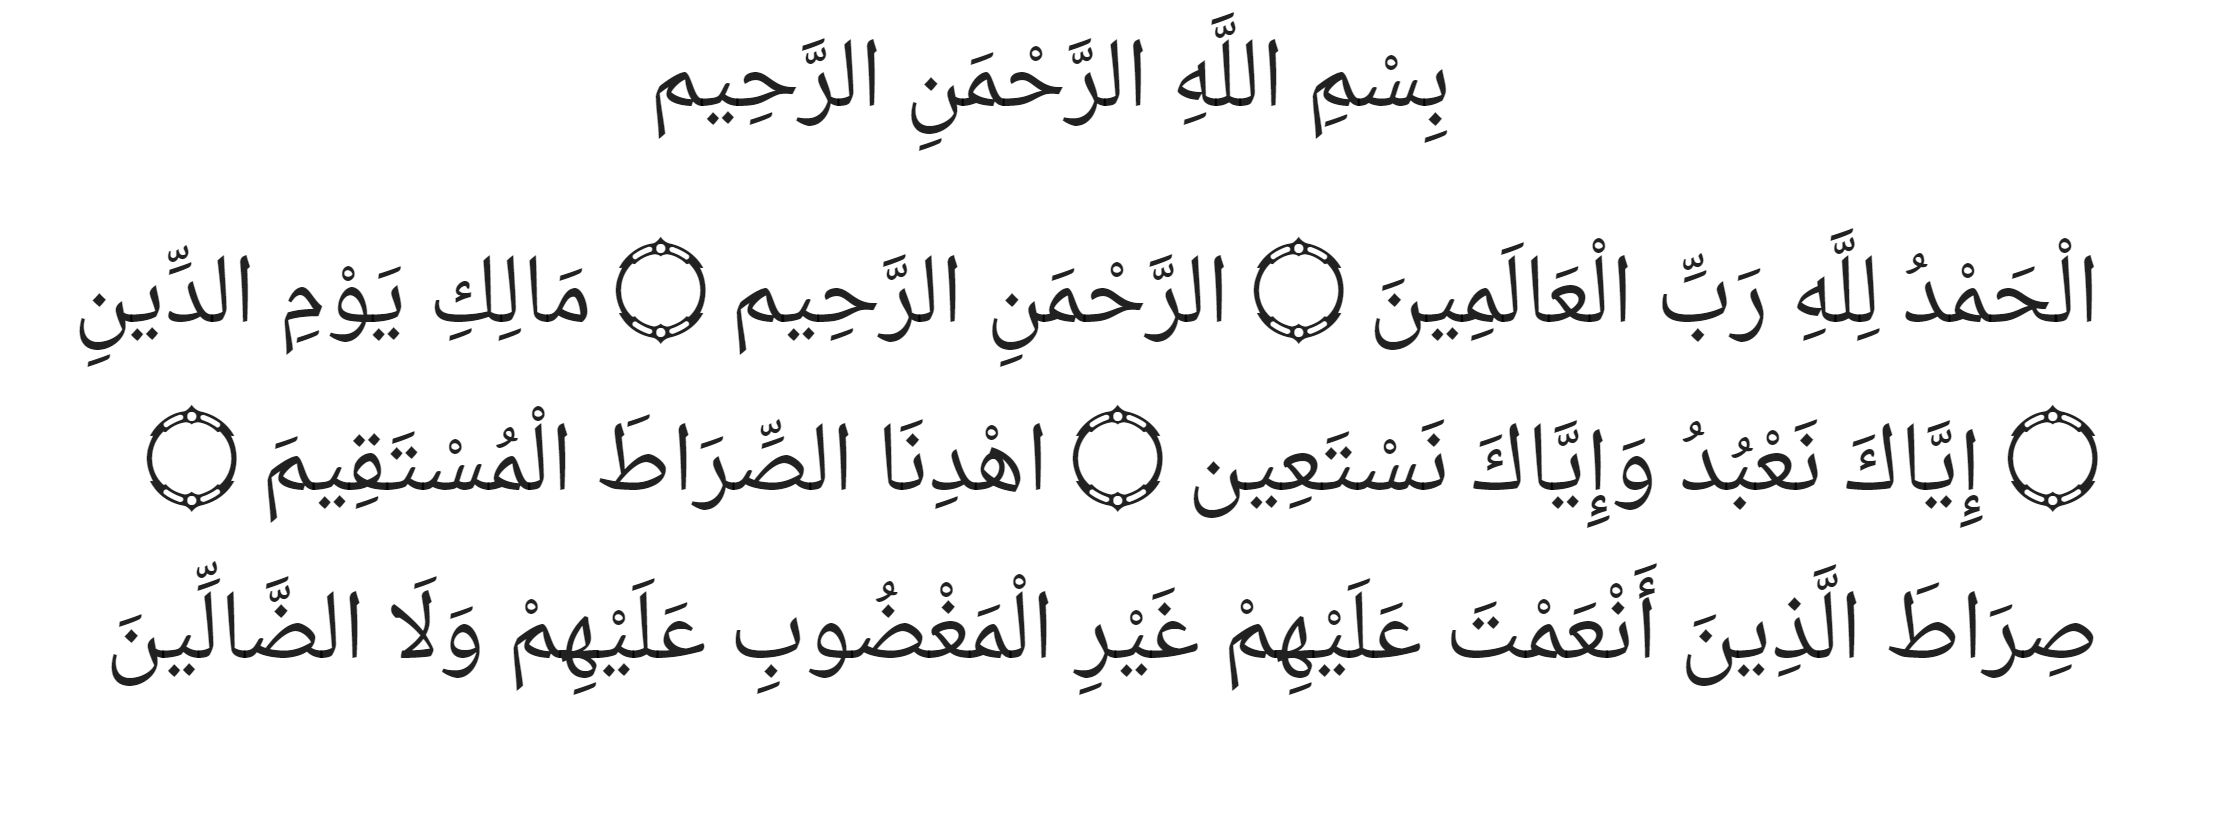 بِسْمِ اللَّهِ الرَّحْمَنِ الرَّحِيم
الْحَمْدُ لِلَّهِ رَبِّ الْعَالَمِينَ ۝ الرَّحْمَنِ الرَّحِيم ۝ مَالِكِ يَوْمِ الدِّينِ
۝ إِيَّاكَ نَعْبُدُ وَإِيَّاكَ نَسْتَعِين ۝ اهْدِنَا الصِّرَاطَ الْمُسْتَقِيمَ ۝
صِرَاطَ الَّذِينَ أَنْعَمْتَ عَلَيْهِمْ غَيْرِ الْمَغْضُوبِ عَلَيْهِمْ وَلَا الضَّالِّينَ